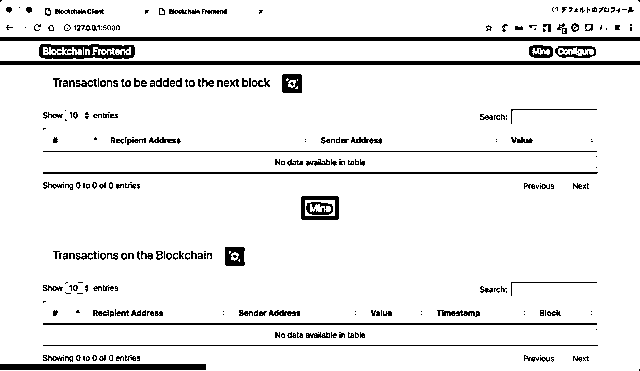 Blockchain Client × Blockchain Frontend × デフォルトのプロフィール
127.0.0.1:5000
Blockchain Frontend Mine Configure
Transactions to be added to the next block
Show 10 entries Search:
# Recipient Address Sender Address Value
No data available in table
Showing 0 to 0 of 0 entries Previous Next
Mine
Transactions on the Blockchain
Show 10 entries Search:
# Recipient Address Sender Address Value Timestamp Block
No data available in table
Showing 0 to 0 of 0 entries Previous Next